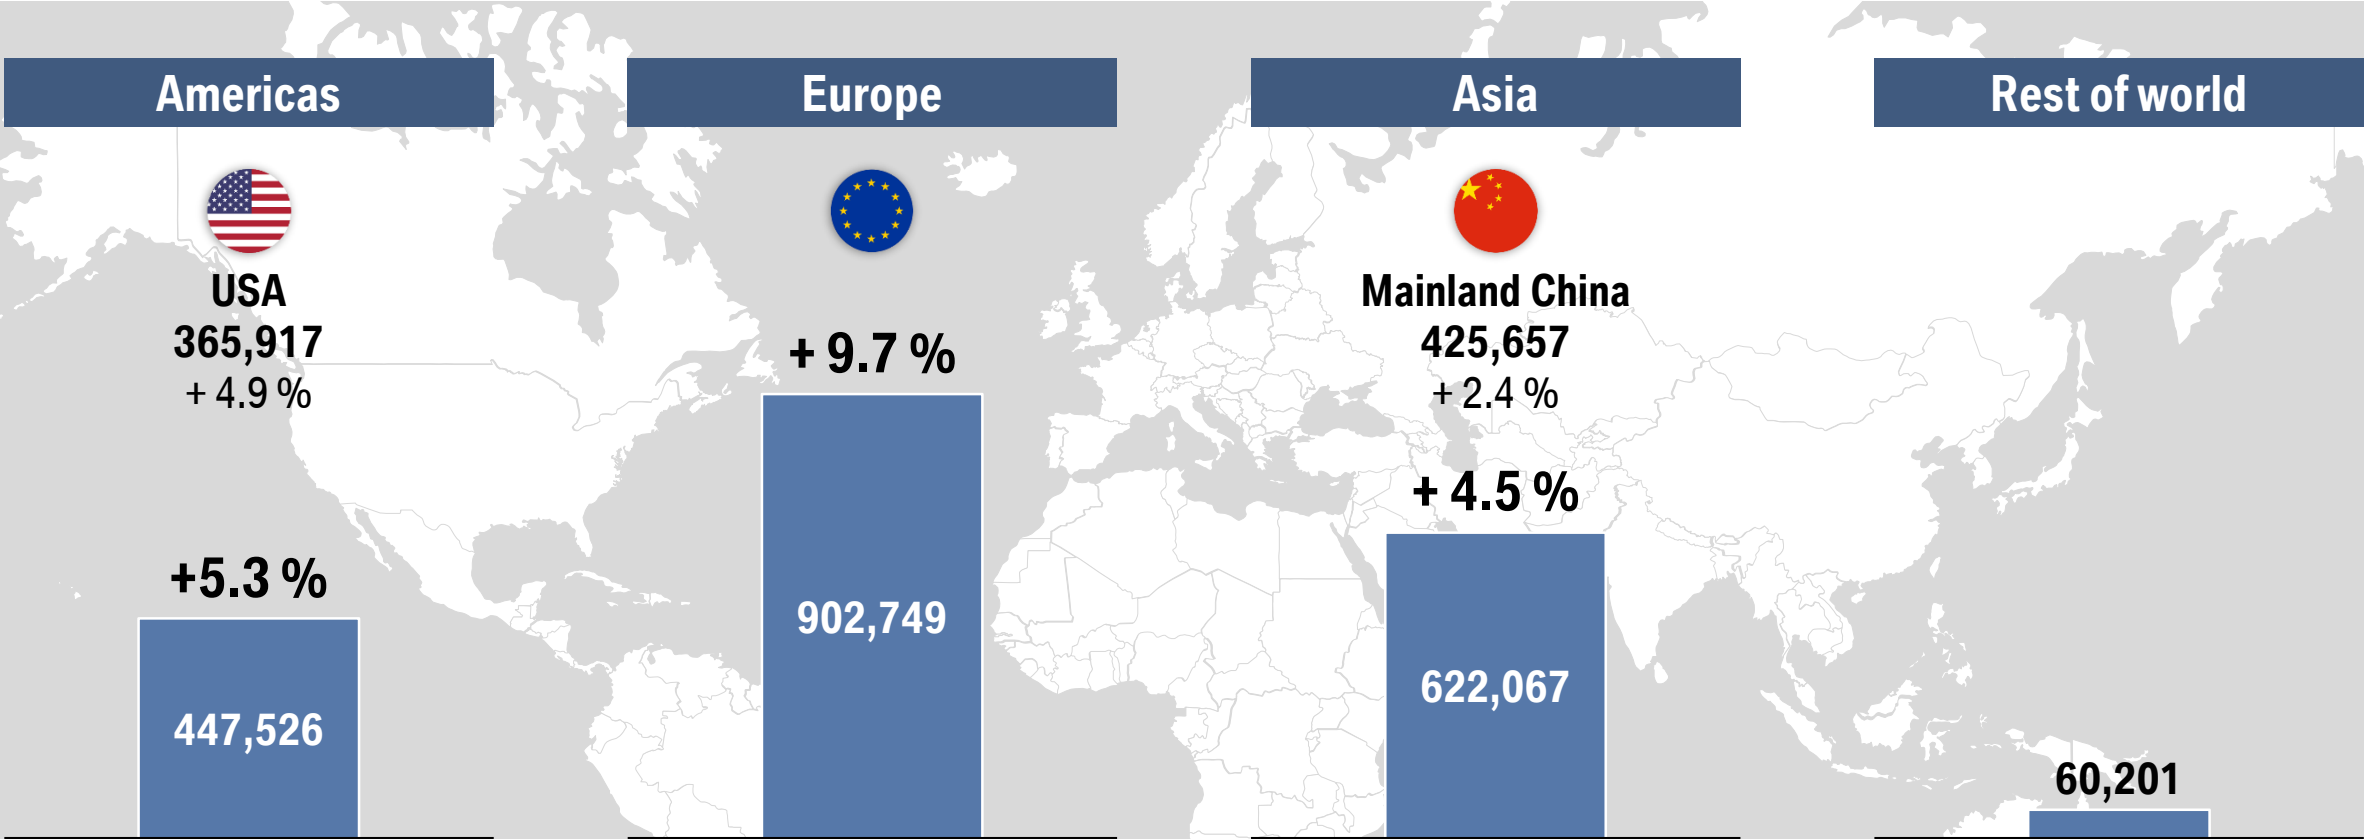 Americas
USA
365,917
+ 4.9 %
+5.3 %
447,526
Europe
+ 9.7 %
902,749
Asia
Mainland China
425,657
+ 2.4 %
+ 4.5 %
622,067
Rest of world
60,201